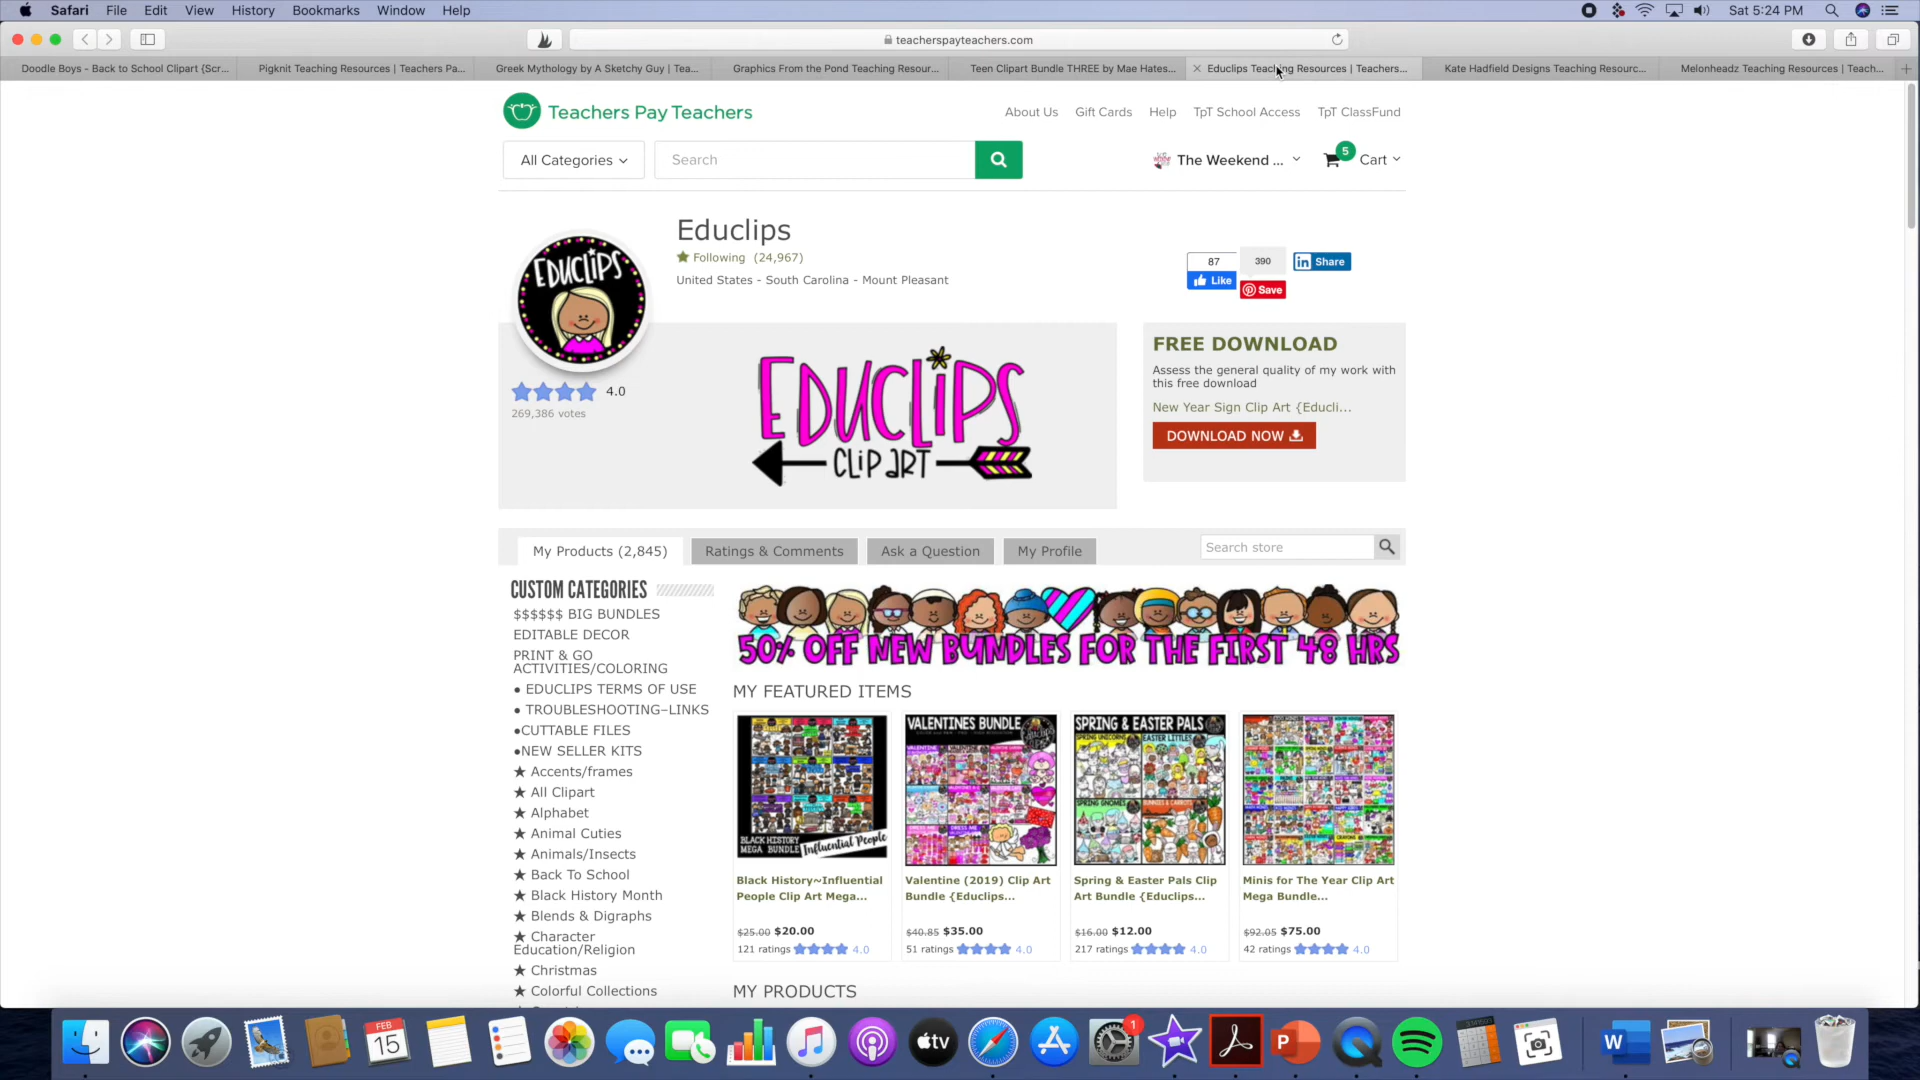 Safari File Edit View History Bookmarks Window Help Sat 5:24 PM
teacherspayteachers.com
Doodle Boys - Back to School Clipart {Scr... Pigknit Teaching Resources | Teachers Pa... Greek Mythology by A Sketchy Guy | Tea... Graphics From the Pond Teaching Resour... Teen Clipart Bundle THREE by Mae Hates... Educlips Teaching Resources | Teachers... Kate Hadfield Designs Teaching Resourc... Melonheadz Teaching Resources | Teach...
Teachers Pay Teachers About Us Gift Cards Help TpT School Access TpT ClassFund
All Categories Search The Weekend ... 5 Cart
Educlips
Following (24,967)
United States - South Carolina - Mount Pleasant
87 390 in Share
Like Save
EDUCLIPS
4.0
269,386 votes
EDUCLIPS
CLIP ART
FREE DOWNLOAD
Assess the general quality of my work with
this free download
New Year Sign Clip Art {Educli...
DOWNLOAD NOW
My Products (2,845) Ratings & Comments Ask a Question My Profile Search store
CUSTOM CATEGORIES
$$$$$$ BIG BUNDLES
EDITABLE DECOR
PRINT & GO
ACTIVITIES/COLORING
● EDUCLIPS TERMS OF USE
● TROUBLESHOOTING–LINKS
●CUTTABLE FILES
●NEW SELLER KITS
★ Accents/frames
★ All Clipart
★ Alphabet
★ Animal Cuties
★ Animals/Insects
★ Back To School
★ Black History Month
★ Blends & Digraphs
★ Character
Education/Religion
★ Christmas
★ Colorful Collections
50% OFF NEW BUNDLES FOR THE FIRST 48 HRS
MY FEATURED ITEMS
BLACK HISTORY
MEGA BUNDLE Influential People
Black History~Influential
People Clip Art Mega...
$25.00 $20.00
121 ratings 4.0
VALENTINES BUNDLE
Valentine (2019) Clip Art
Bundle {Educlips...
$40.85 $35.00
51 ratings 4.0
SPRING & EASTER PALS
Spring & Easter Pals Clip
Art Bundle {Educlips...
$16.00 $12.00
217 ratings 4.0
Minis for The Year Clip Art
Mega Bundle...
$92.05 $75.00
42 ratings 4.0
MY PRODUCTS
FEB
15
tv
1
P
W